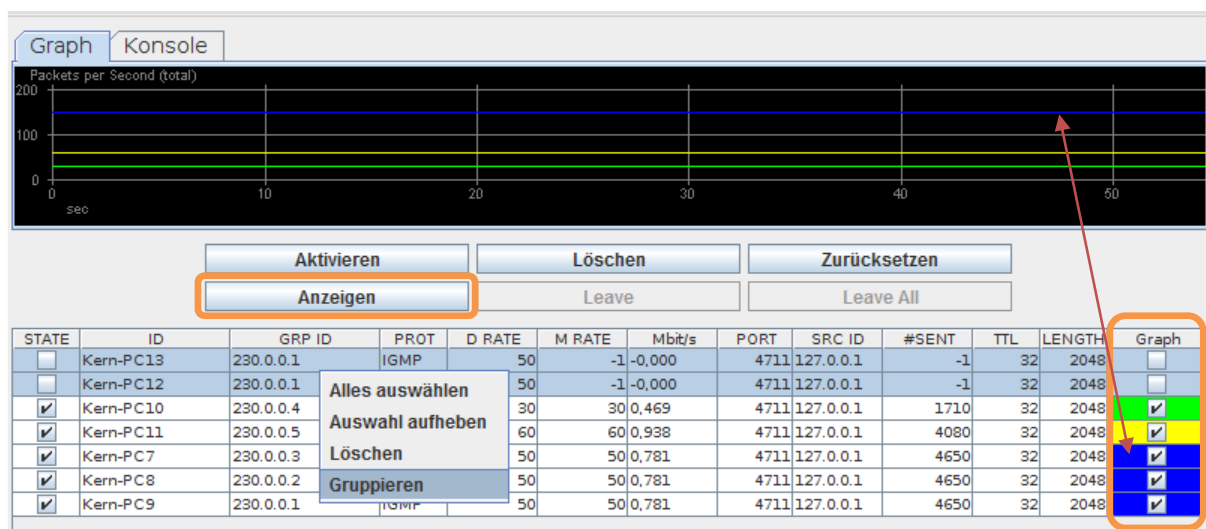 Graph Konsole
Packets per Second (total)
200
100
0
0 10 20 30 40 50
sec
Aktivieren Löschen Zurücksetzen
Anzeigen Leave Leave All
STATE ID GRP ID PROT D RATE M RATE Mbit/s PORT SRC ID #SENT TTL LENGTH Graph
Kern-PC13 230.0.0.1 IGMP 50 -1 -0,000 4711 127.0.0.1 -1 32 2048
Kern-PC12 230.0.0.1 50 -1 -0,000 4711 127.0.0.1 -1 32 2048
Kern-PC10 230.0.0.4 30 30 0,469 4711 127.0.0.1 1710 32 2048
Kern-PC11 230.0.0.5 60 60 0,938 4711 127.0.0.1 4080 32 2048
Kern-PC7 230.0.0.3 50 50 0,781 4711 127.0.0.1 4650 32 2048
Kern-PC8 230.0.0.2 50 50 0,781 4711 127.0.0.1 4650 32 2048
Kern-PC9 230.0.0.1 IGMP 50 50 0,781 4711 127.0.0.1 4650 32 2048
Alles auswählen
Auswahl aufheben
Löschen
Gruppieren